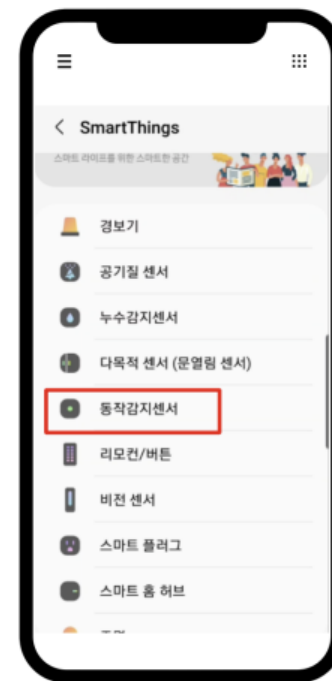 SmartThings
스마트 라이프를 위한 스마트한 공간
경보기
공기질 센서
누수감지센서
다목적 센서 (문열림 센서)
동작감지센서
리모컨/버튼
비전 센서
스마트 플러그
스마트 홈 허브